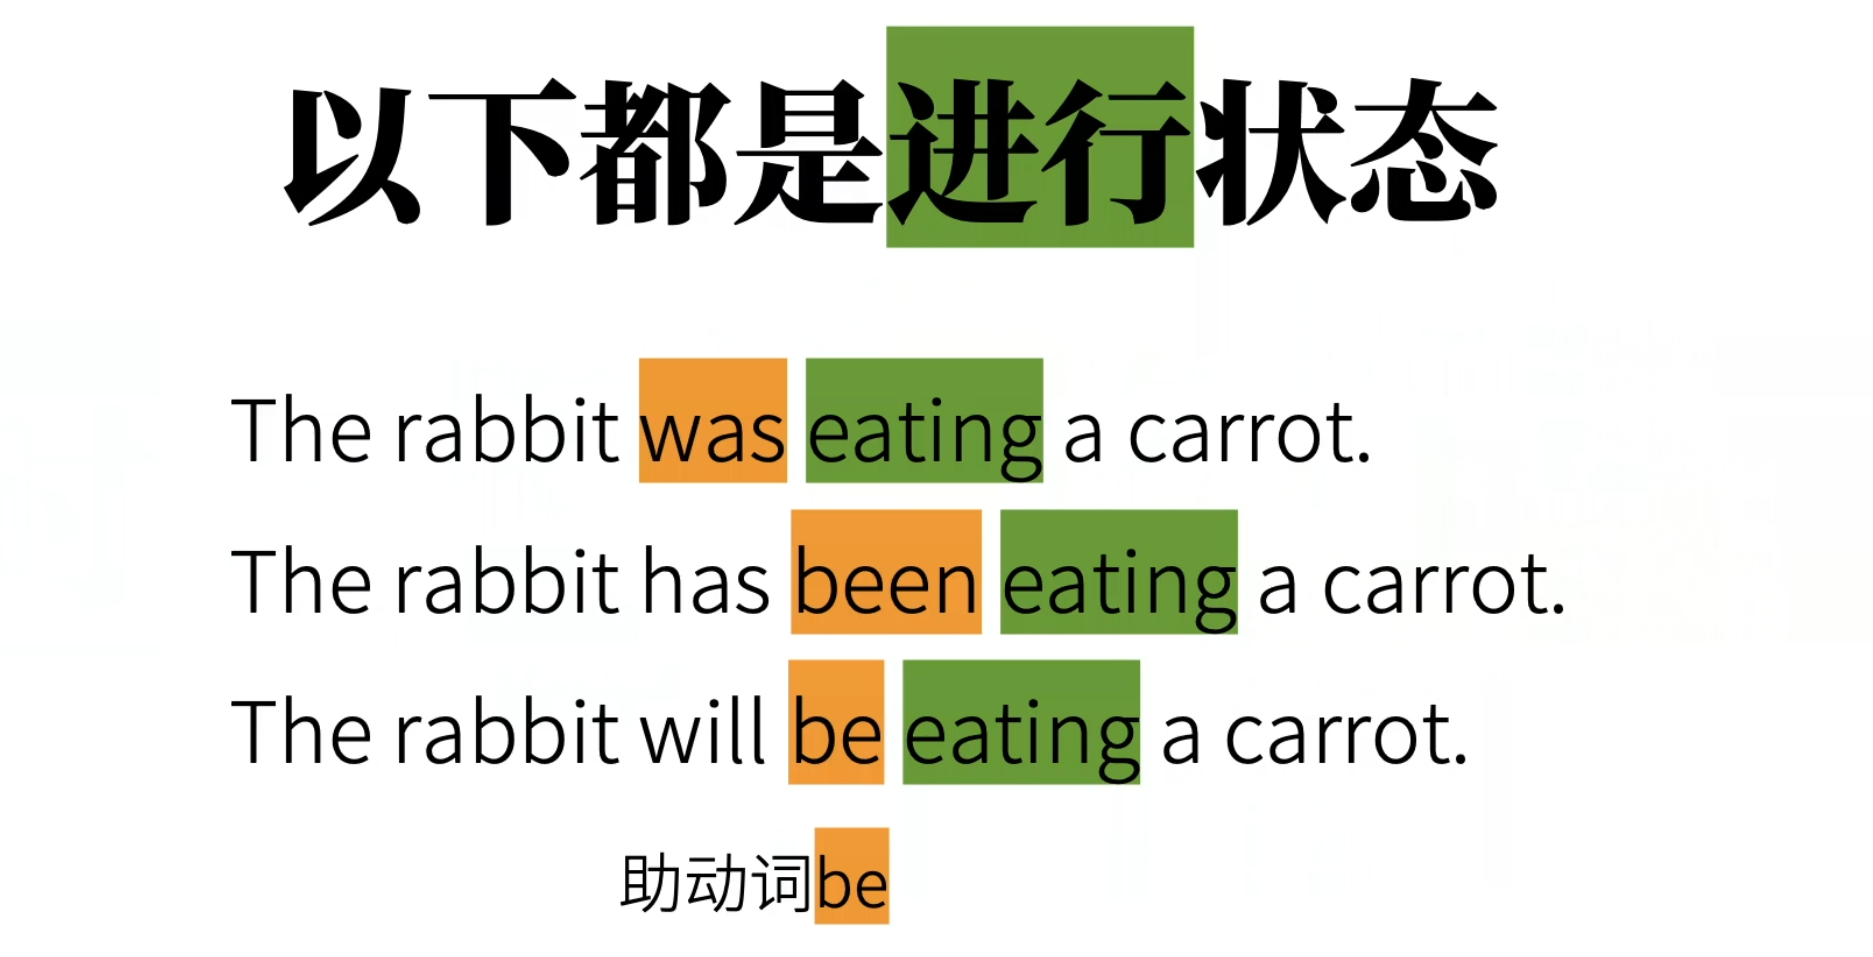 以下都是进行状态
The rabbit was eating a carrot.
The rabbit has been eating a carrot.
The rabbit will be eating a carrot.
助动词be